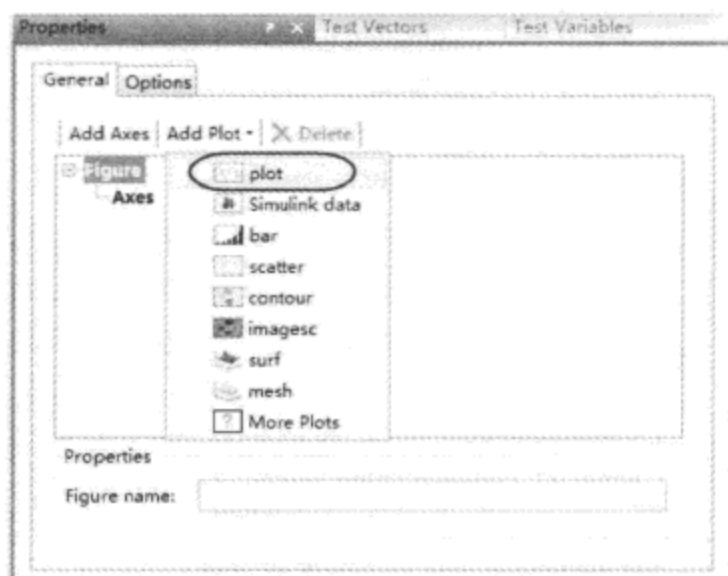 Properties Test Vectors Test Variables
General Options
Add Axes Add Plot Delete
Figure
Axes
plot
Simulink data
bar
scatter
contour
imagesc
surf
mesh
? More Plots
Properties
Figure name: